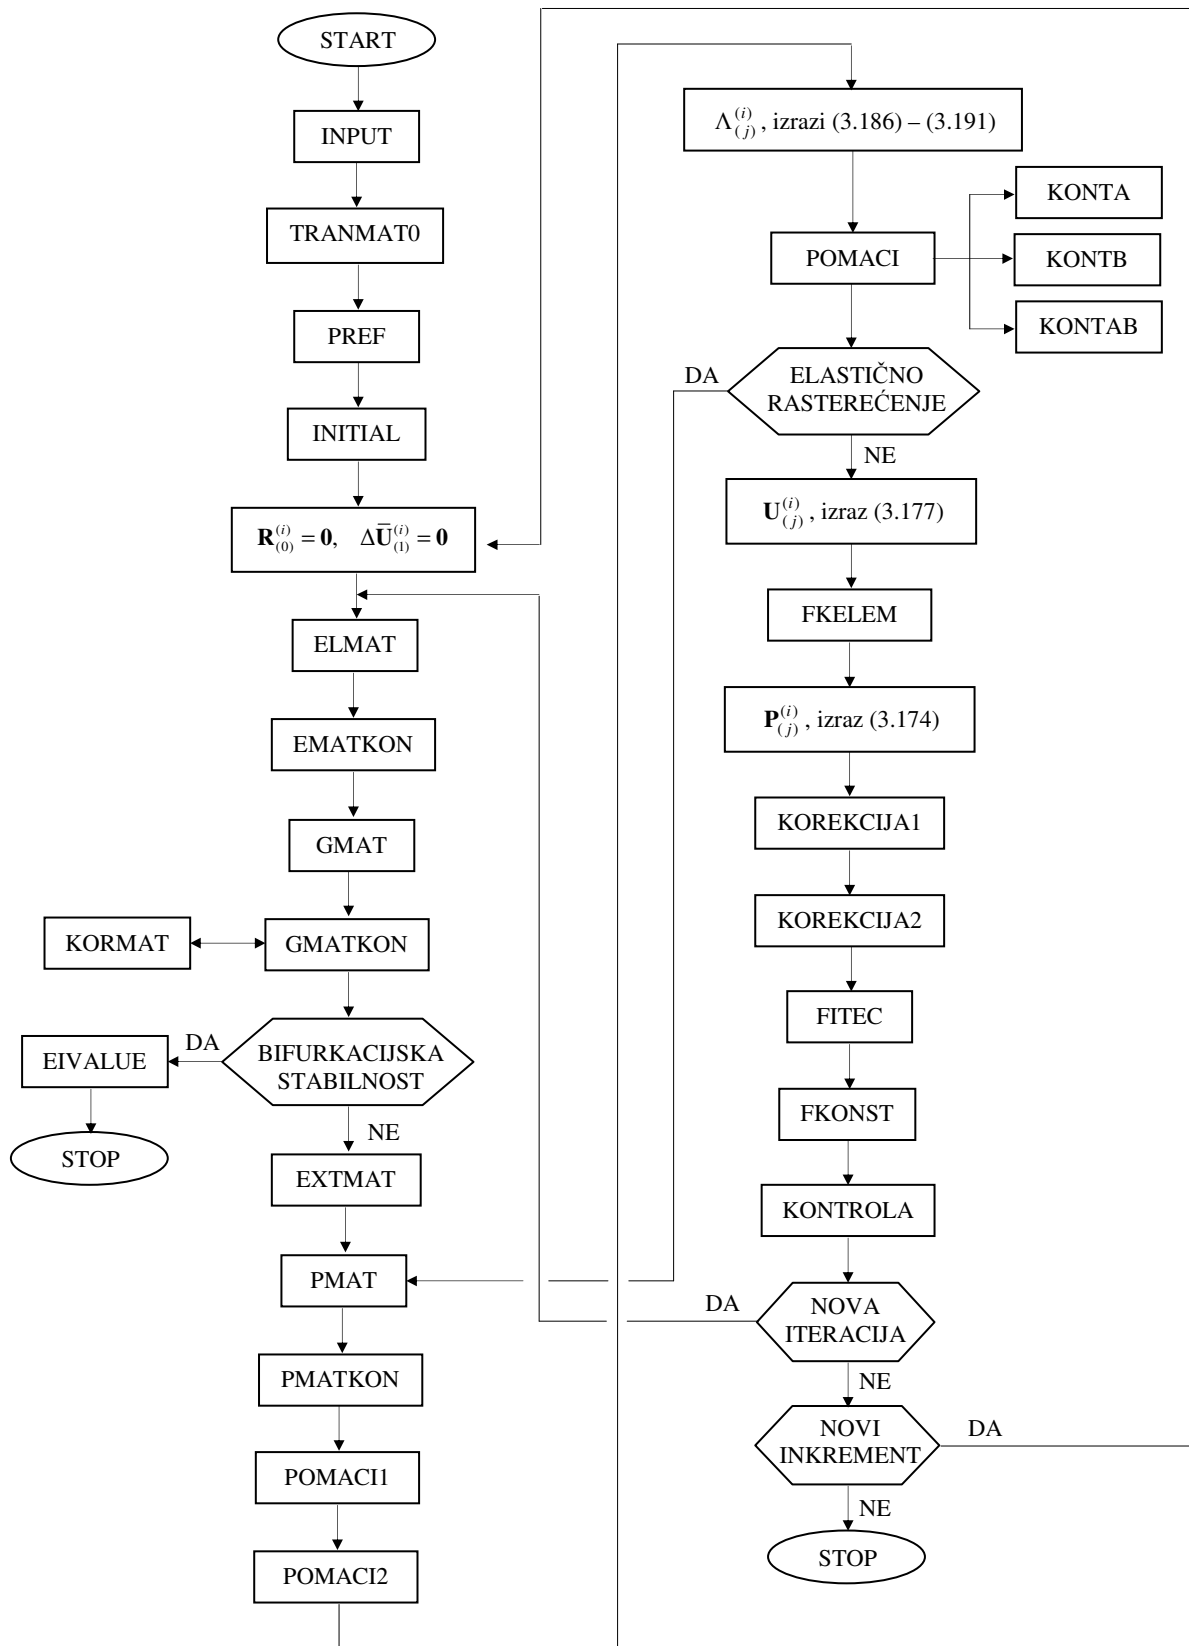 START
INPUT
TRANMAT0
PREF
INITIAL
𝐑₍₀₎⁽ⁱ⁾ = 𝟎, Δ𝐔̅₍₁₎⁽ⁱ⁾ = 𝟎
ELMAT
EMATKON
GMAT
KORMAT
GMATKON
BIFURKACIJSKA
STABILNOST
DA
EIVALUE
STOP
NE
EXTMAT
PMAT
PMATKON
POMACI1
POMACI2
Λ₍ⱼ₎⁽ⁱ⁾ , izrazi (3.186) – (3.191)
POMACI
KONTA
KONTB
KONTAB
DA
ELASTIČNO
RASTEREĆENJE
NE
𝐔₍ⱼ₎⁽ⁱ⁾ , izraz (3.177)
FKELEM
𝐏₍ⱼ₎⁽ⁱ⁾ , izraz (3.174)
KOREKCIJA1
KOREKCIJA2
FITEC
FKONST
KONTROLA
DA
NOVA
ITERACIJA
NE
NOVI
INKREMENT
DA
NE
STOP